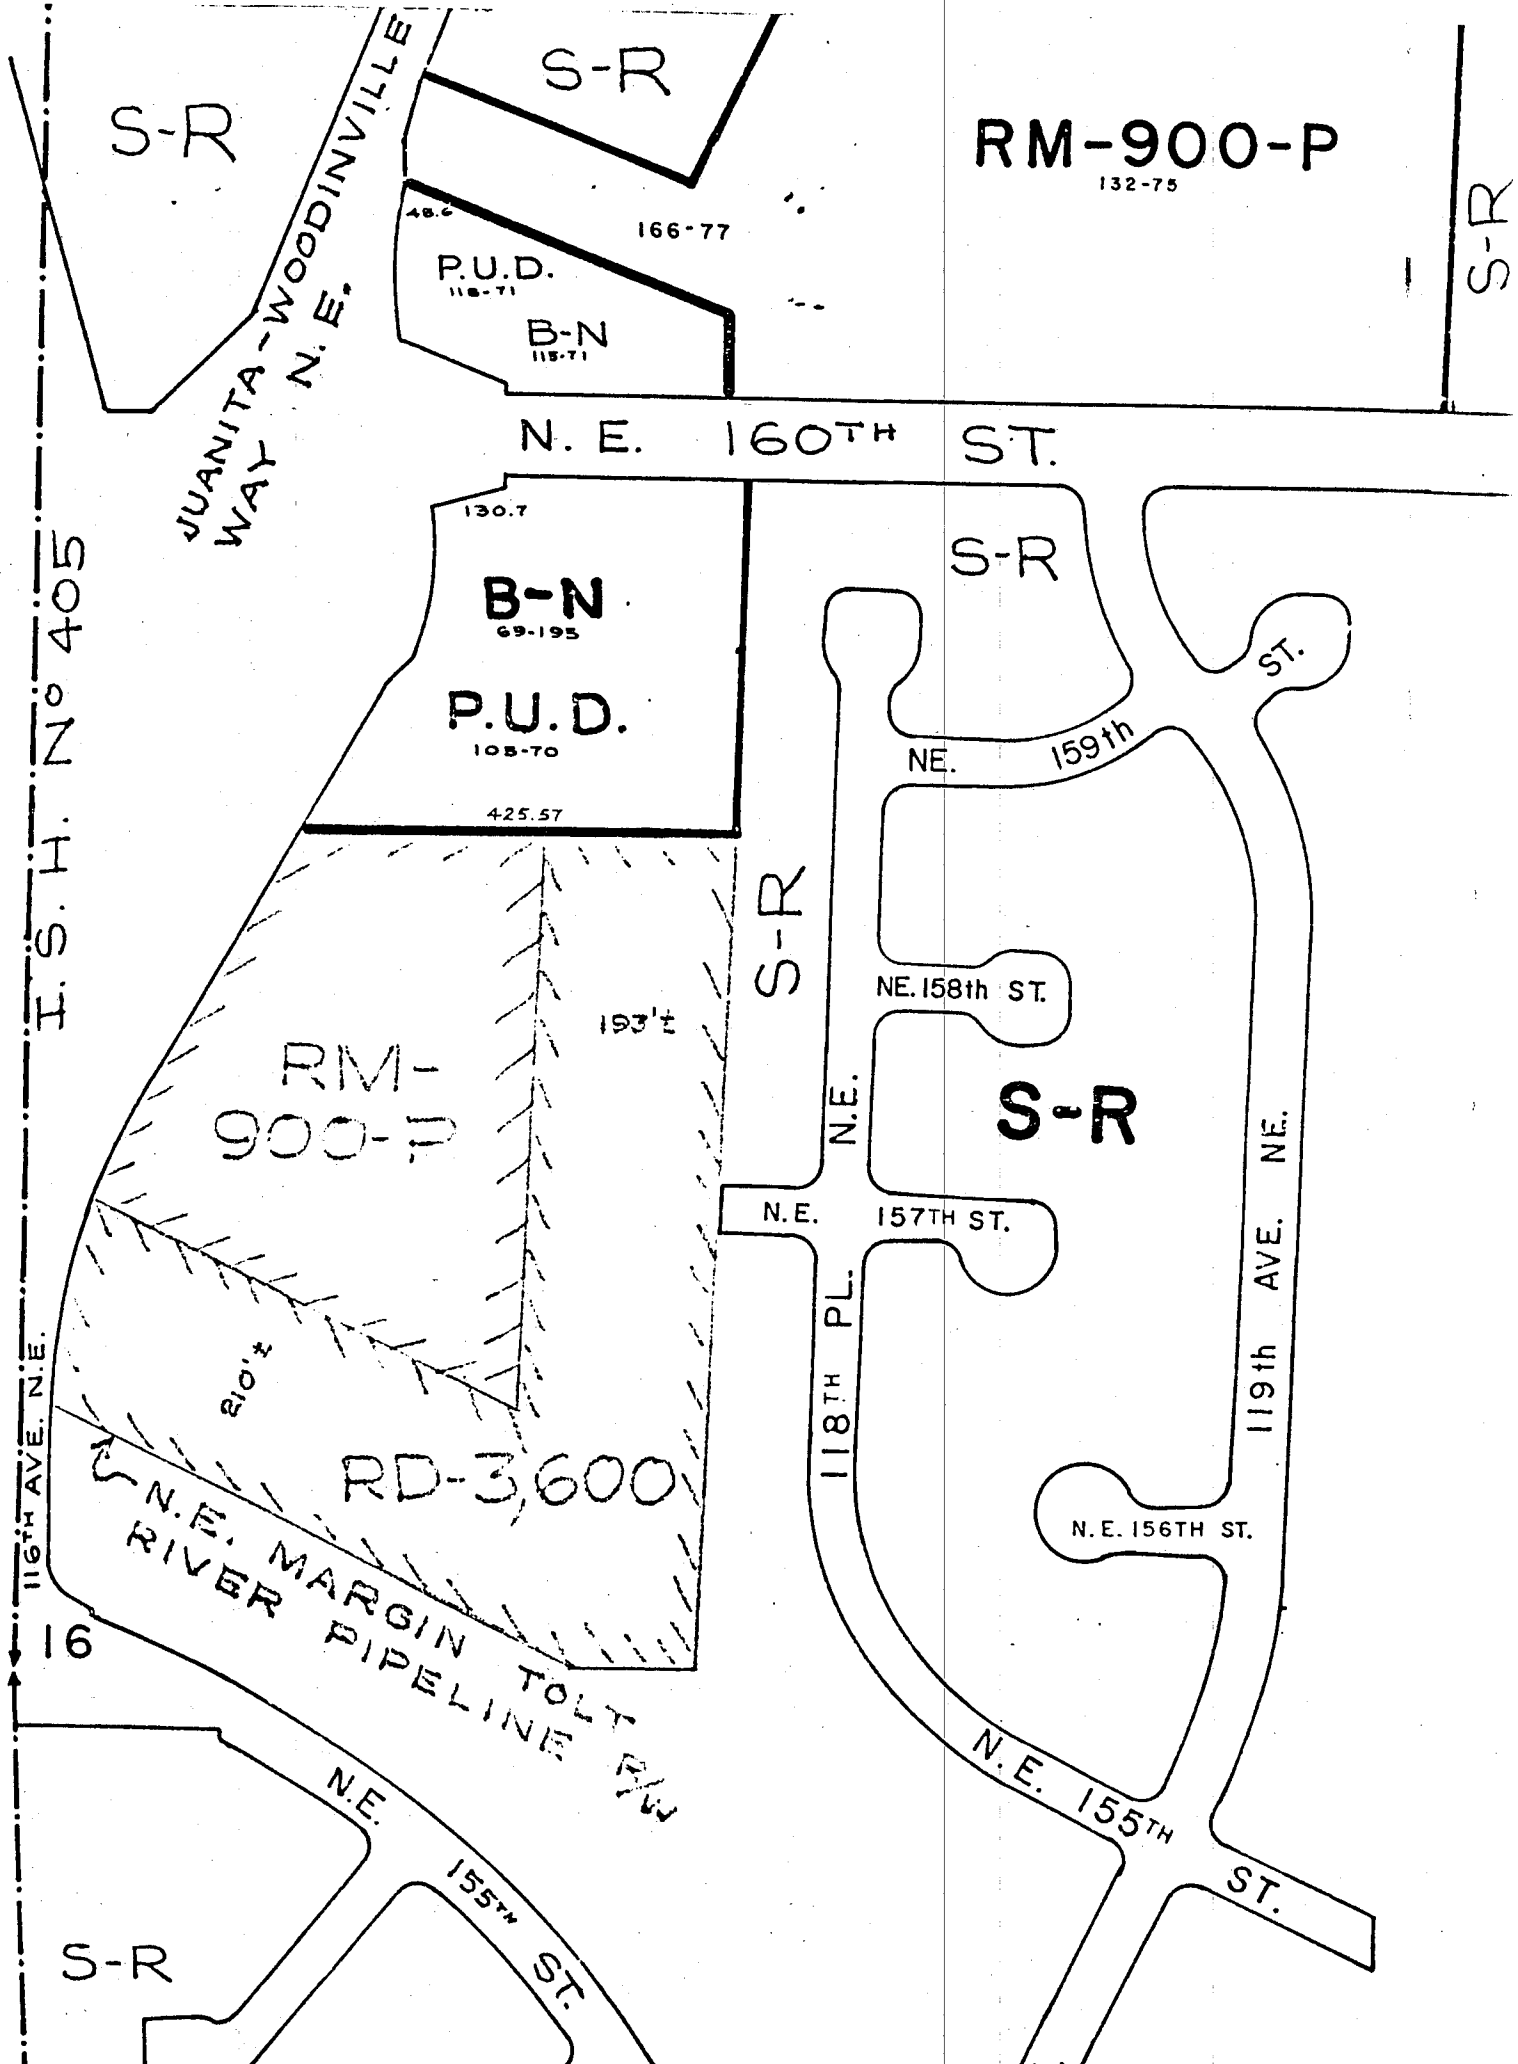 S-R
S-R
JUANITA-WOODINVILLE
WAY N.E.
RM-900-P
132-75
S-R
48.6
166-77
P.U.D.
118-71
B-N
115-71
N. E. 160TH ST.
130.7
S-R
I. S. H. No 405
B-N
69-195
P.U.D.
105-70
425.57
ST.
NE. 159th
S-R
NE. 158th ST.
193'±
RM-
900-P
S-R
N.E. 157TH ST.
118TH PL. N.E.
119th AVE. NE.
210'±
116TH AVE. N.E.
RD-3,600
N.E. MARGIN TOLT
RIVER PIPELINE R/W
N.E. 156TH ST.
16
N.E. 155TH ST.
N.E. 155TH ST.
S-R